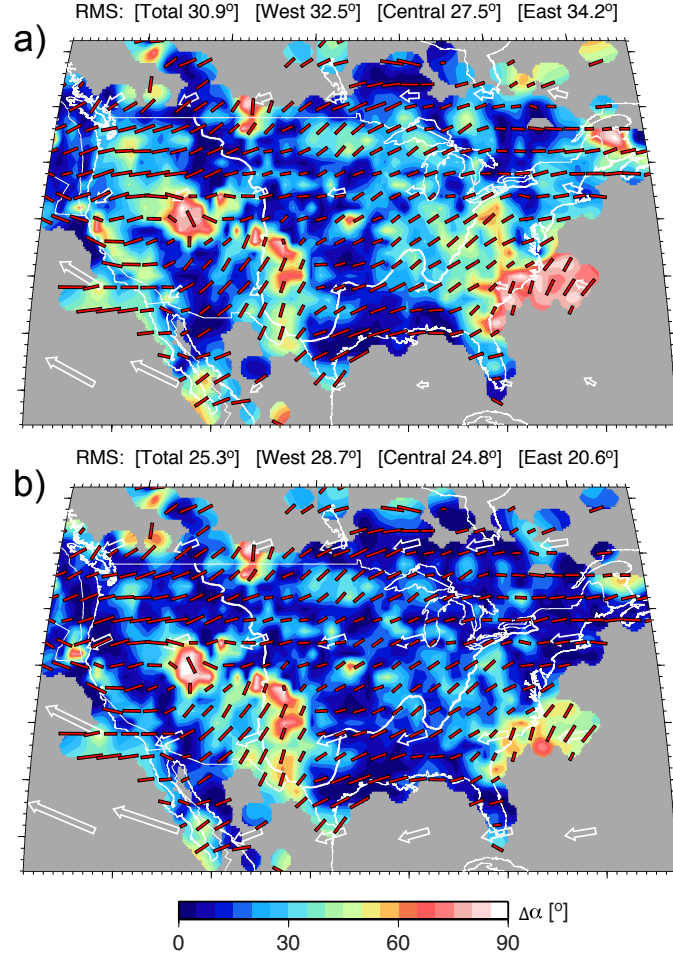 RMS: [Total 30.9°] [West 32.5°] [Central 27.5°] [East 34.2°]
a)
RMS: [Total 25.3°] [West 28.7°] [Central 24.8°] [East 20.6°]
b)
Δα [°]
0 30 60 90